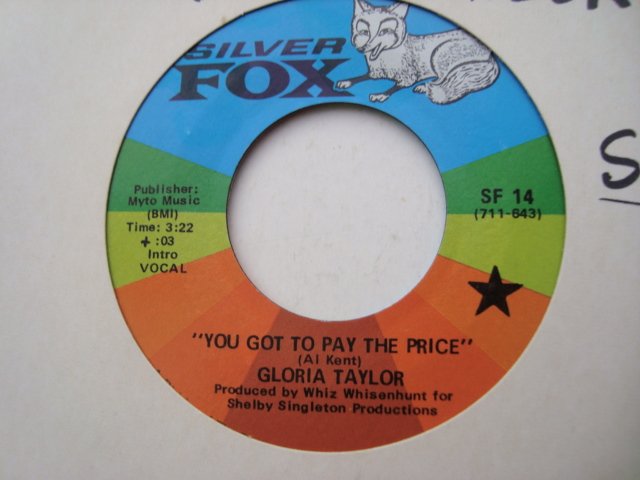 SILVER
FOX
Publisher:
Myto Music
(BMI)
Time: 3:22
+ :03
Intro
VOCAL
SF 14
(711-643)
"YOU GOT TO PAY THE PRICE"
(Al Kent)
GLORIA TAYLOR
Produced by Whiz Whisenhunt for
Shelby Singleton Productions